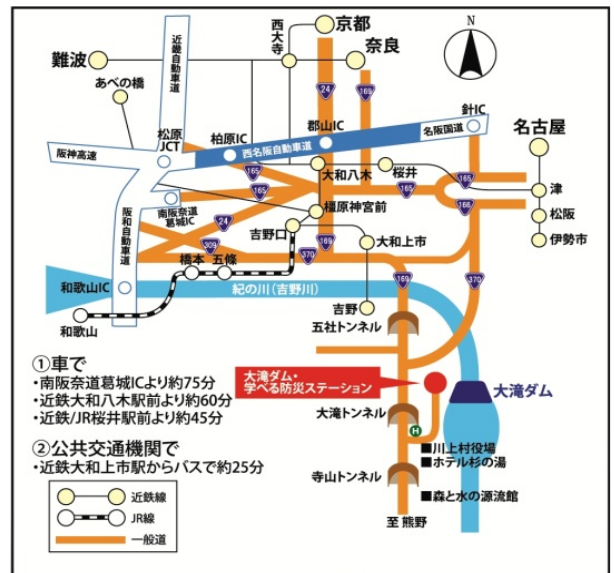 京都
西大寺
奈良
難波
近畿自動車道
あべの橋
24
169
針IC
名阪国道
郡山IC
柏原IC
西名阪自動車道
松原JCT
阪神高速
名古屋
165
大和八木
桜井
165
165
津
南阪奈道葛城IC
165
166
松阪
橿原神宮前
24
吉野口
伊勢市
阪和自動車道
309
169
大和上市
370
橋本
五條
和歌山IC
紀の川(吉野川)
169
370
吉野
和歌山
五社トンネル
①車で
・南阪奈道葛城ICより約75分
・近鉄大和八木駅前より約60分
・近鉄/JR桜井駅前より約45分
大滝ダム・
学べる防災ステーション
大滝ダム
大滝トンネル
②公共交通機関で
・近鉄大和上市駅からバスで約25分
H
■川上村役場
■ホテル杉の湯
寺山トンネル
■森と水の源流館
至 熊野
近鉄線
JR線
一般道
N